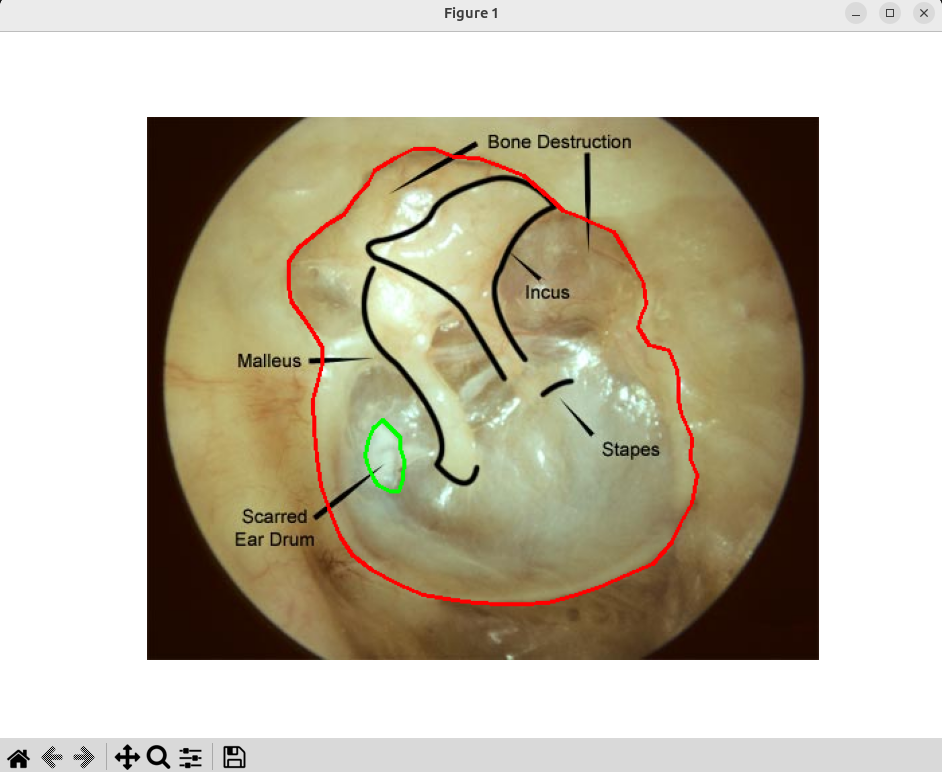 Figure 1
Bone Destruction
Incus
Malleus
Stapes
Scarred
Ear Drum